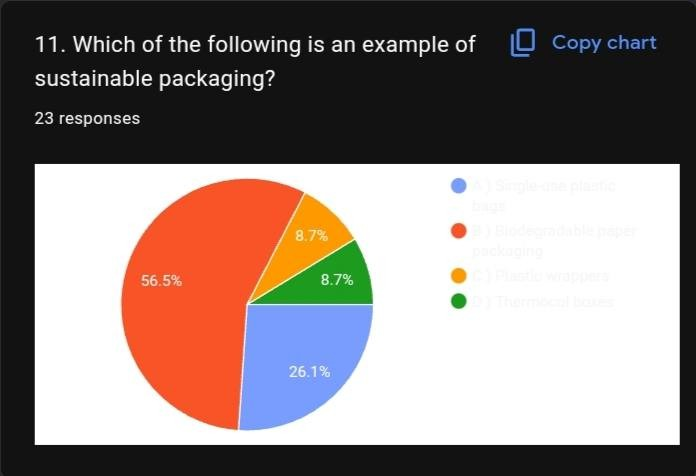 11. Which of the following is an example of
sustainable packaging?
Copy chart
23 responses
A ) Single-use plastic
bags
B ) Biodegradable paper
packaging
C ) Plastic wrappers
D ) Thermocol boxes
56.5%
8.7%
8.7%
26.1%